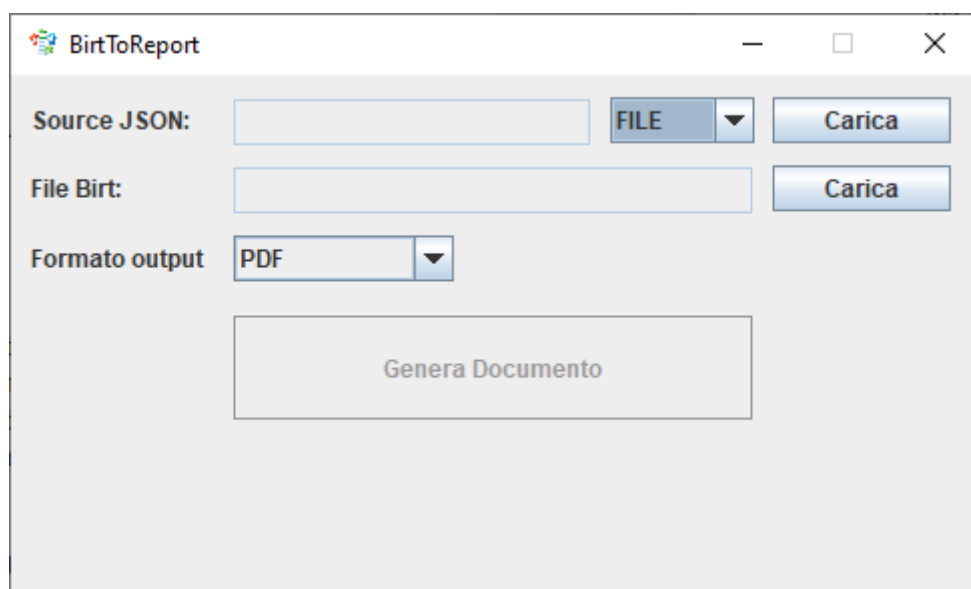 BirtToReport
Source JSON: FILE Carica
File Birt: Carica
Formato output PDF
Genera Documento